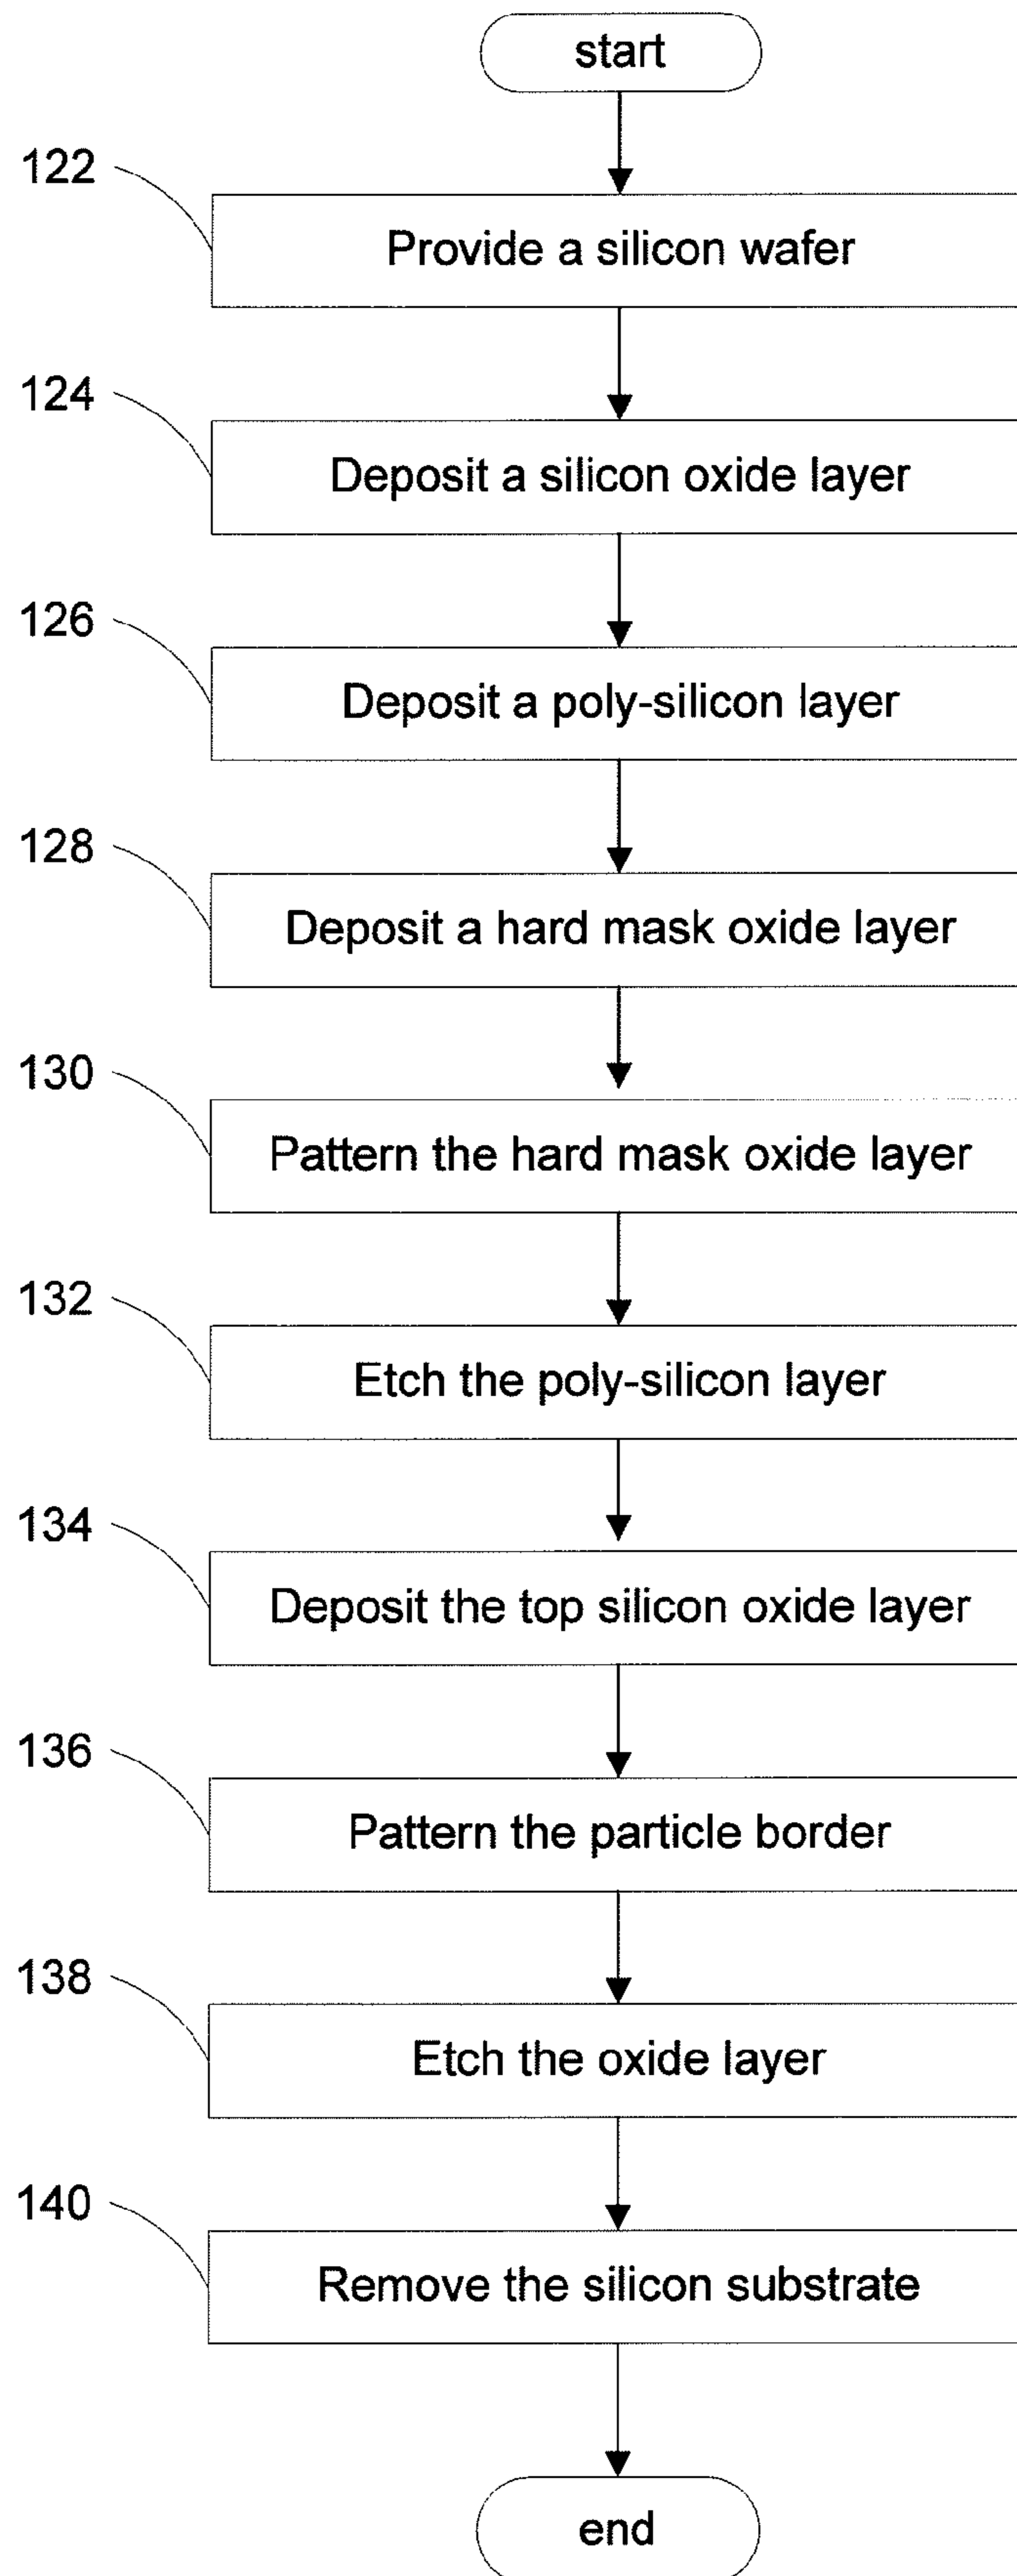 start
122
Provide a silicon wafer
124
Deposit a silicon oxide layer
126
Deposit a poly-silicon layer
128
Deposit a hard mask oxide layer
130
Pattern the hard mask oxide layer
132
Etch the poly-silicon layer
134
Deposit the top silicon oxide layer
136
Pattern the particle border
138
Etch the oxide layer
140
Remove the silicon substrate
end